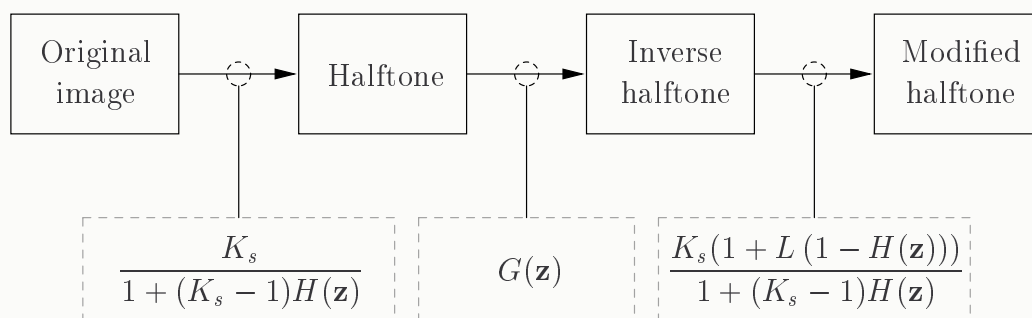 Original
image
Halftone
Inverse
halftone
Modified
halftone
K_s
1 + (K_s − 1)H(z)
G(z)
K_s(1 + L (1 − H(z)))
1 + (K_s − 1)H(z)